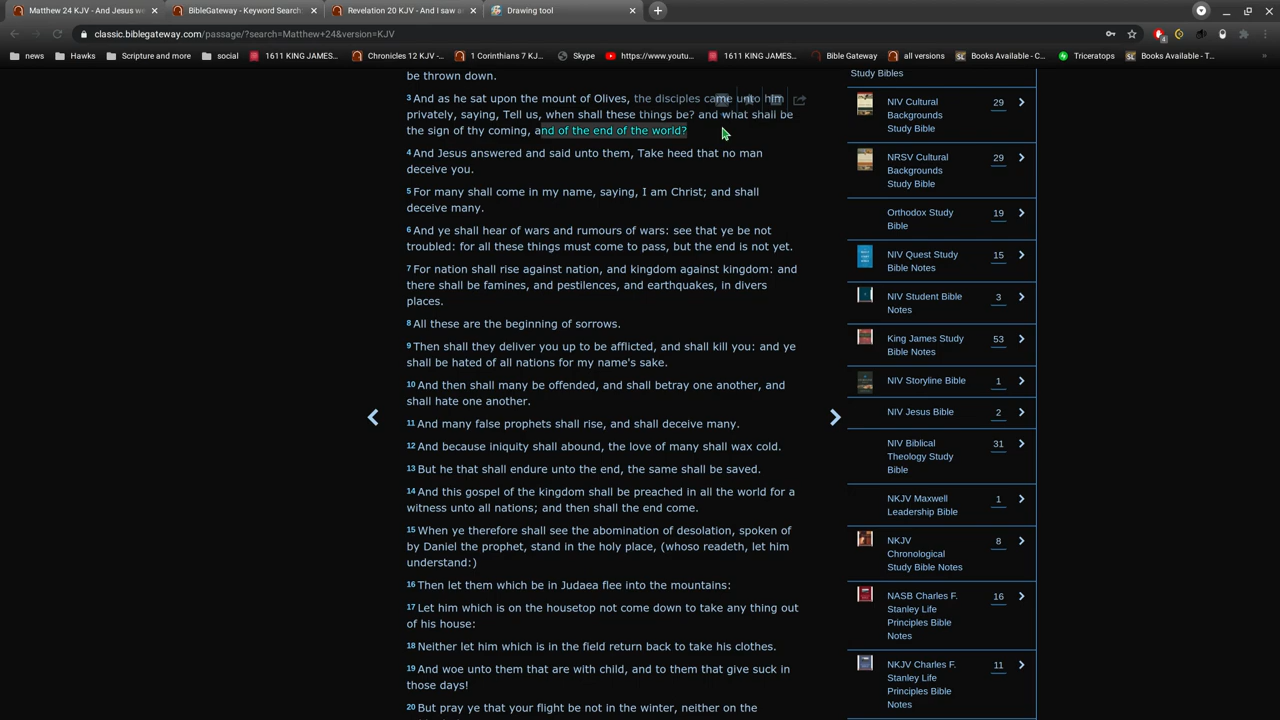 Matthew 24 KJV - And Jesus we
BibleGateway - Keyword Search:
Revelation 20 KJV - And I saw a
Drawing tool
classic.biblegateway.com/passage/?search=Matthew+24&version=KJV
news
Hawks
Scripture and more
social
1611 KING JAMES...
Chronicles 12 KJV -...
1 Corinthians 7 KJ...
Skype
https://www.youtu...
1611 KING JAMES...
Bible Gateway
all versions
Books Available - C...
Triceratops
Books Available - C...
be thrown down.
3 And as he sat upon the mount of Olives, the disciples came unto him
privately, saying, Tell us, when shall these things be? and what shall be
the sign of thy coming, and of the end of the world?
4 And Jesus answered and said unto them, Take heed that no man
deceive you.
5 For many shall come in my name, saying, I am Christ; and shall
deceive many.
6 And ye shall hear of wars and rumours of wars: see that ye be not
troubled: for all these things must come to pass, but the end is not yet.
7 For nation shall rise against nation, and kingdom against kingdom: and
there shall be famines, and pestilences, and earthquakes, in divers
places.
8 All these are the beginning of sorrows.
9 Then shall they deliver you up to be afflicted, and shall kill you: and ye
shall be hated of all nations for my name's sake.
10 And then shall many be offended, and shall betray one another, and
shall hate one another.
11 And many false prophets shall rise, and shall deceive many.
12 And because iniquity shall abound, the love of many shall wax cold.
13 But he that shall endure unto the end, the same shall be saved.
14 And this gospel of the kingdom shall be preached in all the world for a
witness unto all nations; and then shall the end come.
15 When ye therefore shall see the abomination of desolation, spoken of
by Daniel the prophet, stand in the holy place, (whoso readeth, let him
understand:)
16 Then let them which be in Judaea flee into the mountains:
17 Let him which is on the housetop not come down to take any thing out
of his house:
18 Neither let him which is in the field return back to take his clothes.
19 And woe unto them that are with child, and to them that give suck in
those days!
20 But pray ye that your flight be not in the winter, neither on the
Study Bibles
NIV Cultural
Backgrounds
Study Bible
29
NRSV Cultural
Backgrounds
Study Bible
29
Orthodox Study
Bible
19
NIV Quest Study
Bible Notes
15
NIV Student Bible
Notes
3
King James Study
Bible Notes
53
NIV Storyline Bible
1
NIV Jesus Bible
2
NIV Biblical
Theology Study
Bible
31
NKJV Maxwell
Leadership Bible
1
NKJV
Chronological
Study Bible Notes
8
NASB Charles F.
Stanley Life
Principles Bible
Notes
16
NKJV Charles F.
Stanley Life
Principles Bible
Notes
11